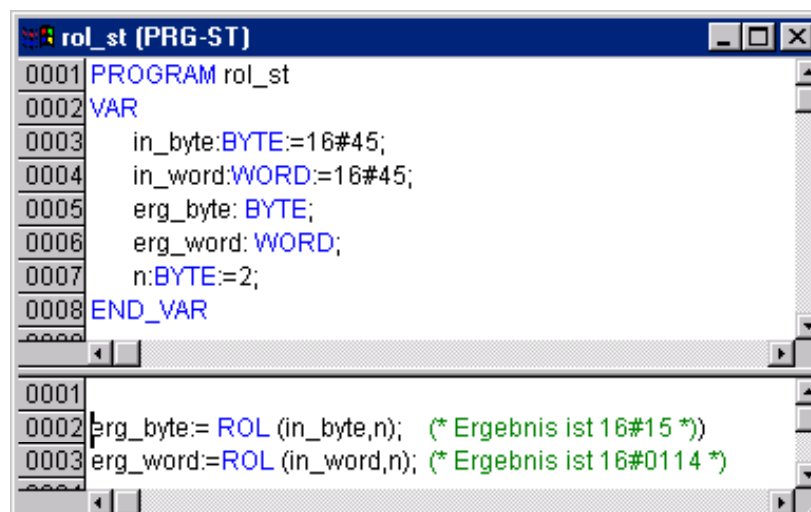 rol_st (PRG-ST)
0001 PROGRAM rol_st
0002 VAR
0003 in_byte:BYTE:=16#45;
0004 in_word:WORD:=16#45;
0005 erg_byte: BYTE;
0006 erg_word: WORD;
0007 n:BYTE:=2;
0008 END_VAR
0001
0002 erg_byte:= ROL (in_byte,n); (* Ergebnis ist 16#15 *))
0003 erg_word:=ROL (in_word,n); (* Ergebnis ist 16#0114 *)